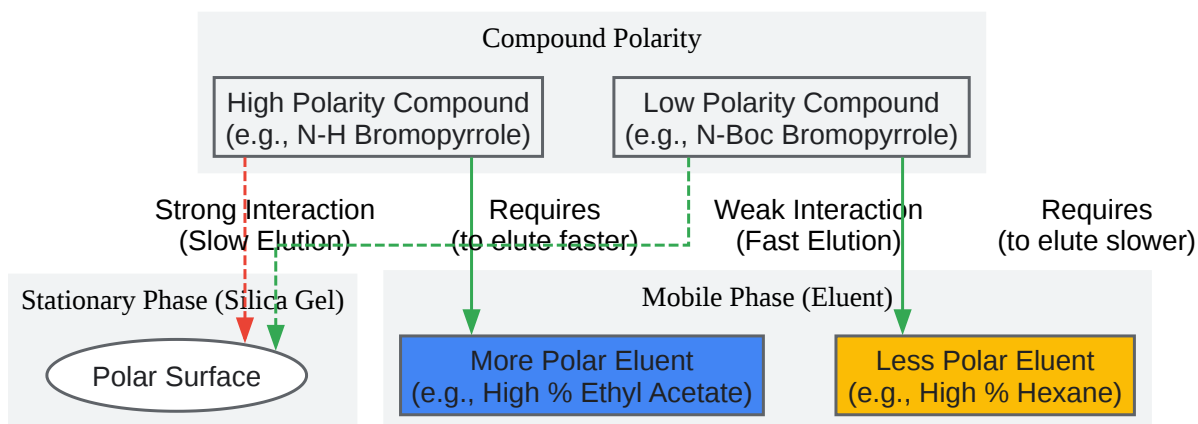 Compound Polarity
High Polarity Compound
(e.g., N-H Bromopyrrole)
Low Polarity Compound
(e.g., N-Boc Bromopyrrole)
Strong Interaction
(Slow Elution)
Requires
(to elute faster)
Weak Interaction
(Fast Elution)
Requires
(to elute slower)
Stationary Phase (Silica Gel)
Polar Surface
Mobile Phase (Eluent)
More Polar Eluent
(e.g., High % Ethyl Acetate)
Less Polar Eluent
(e.g., High % Hexane)